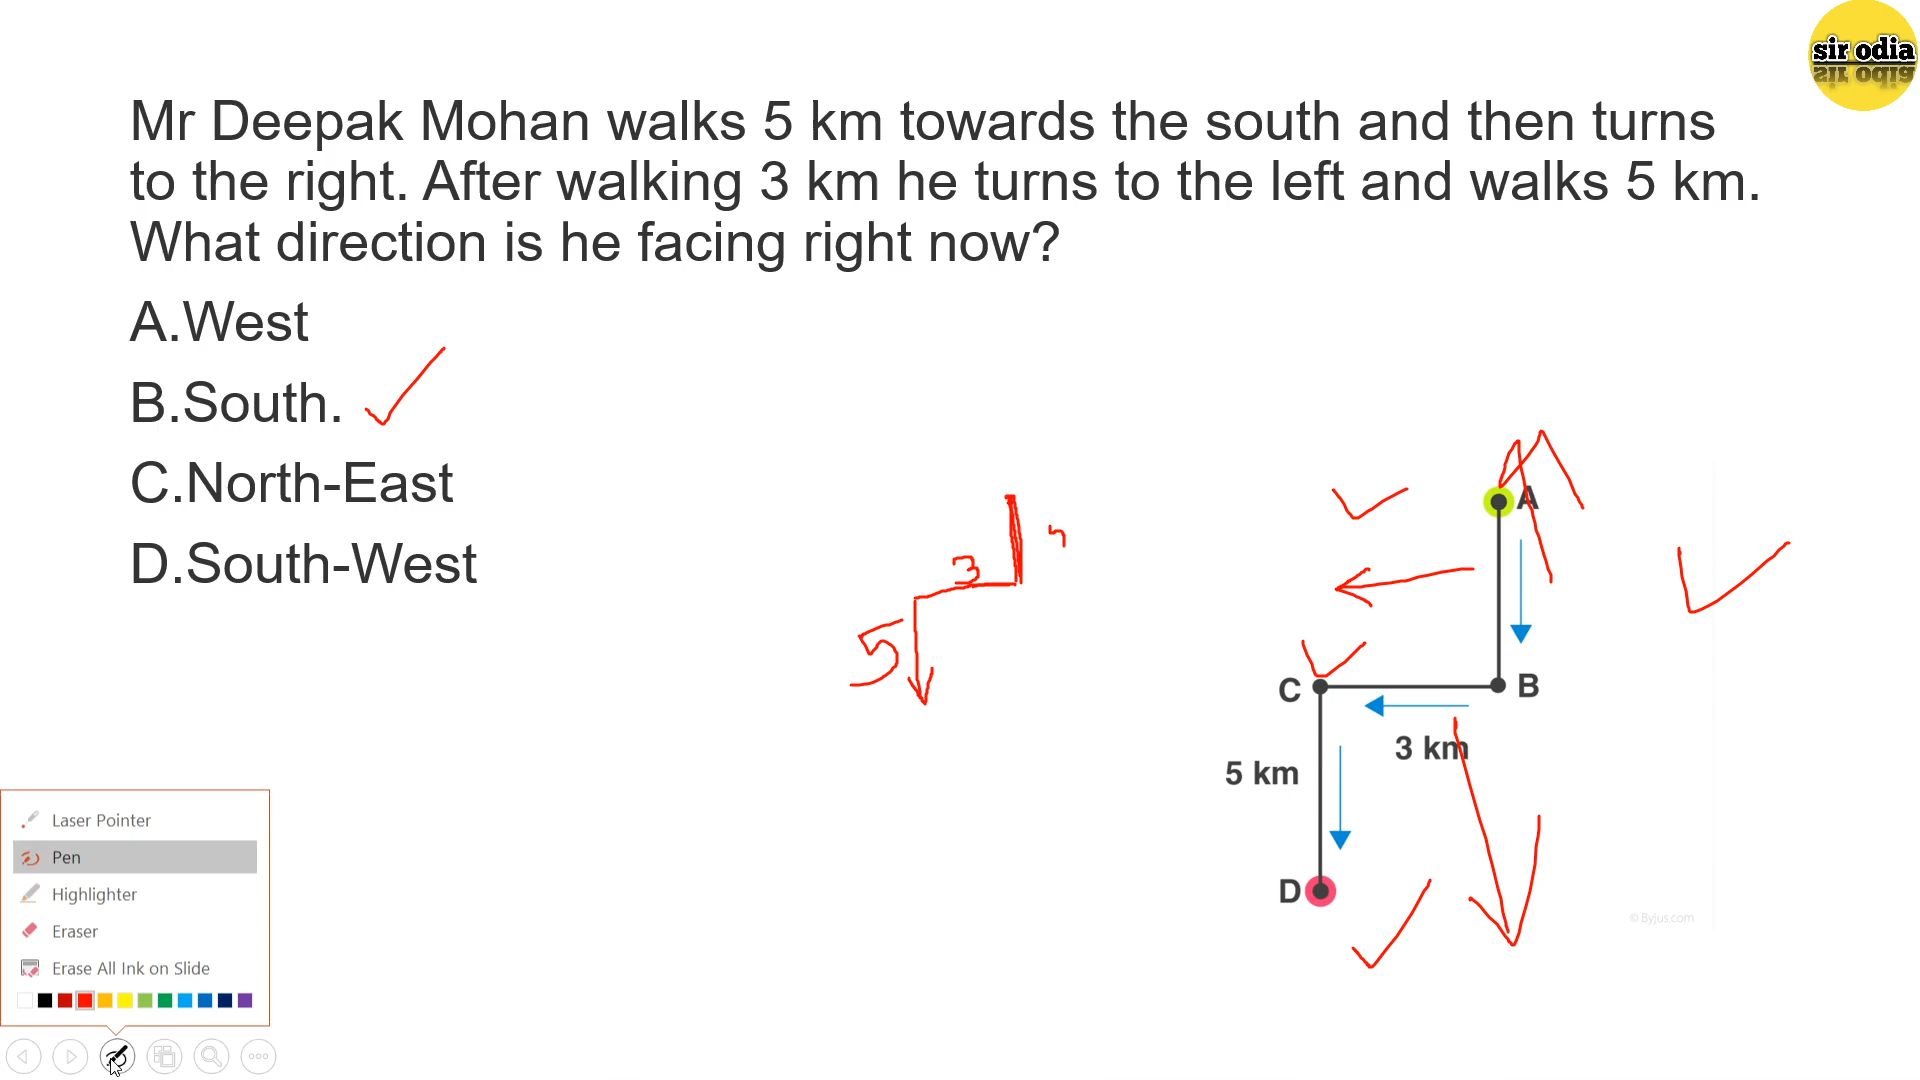 sir odia
Mr Deepak Mohan walks 5 km towards the south and then turns
to the right. After walking 3 km he turns to the left and walks 5 km.
What direction is he facing right now?
A.West
B.South.
C.North-East
D.South-West
A
3
5
C
B
3 km
5 km
D
© Byjus.com
Laser Pointer
Pen
Highlighter
Eraser
Erase All Ink on Slide